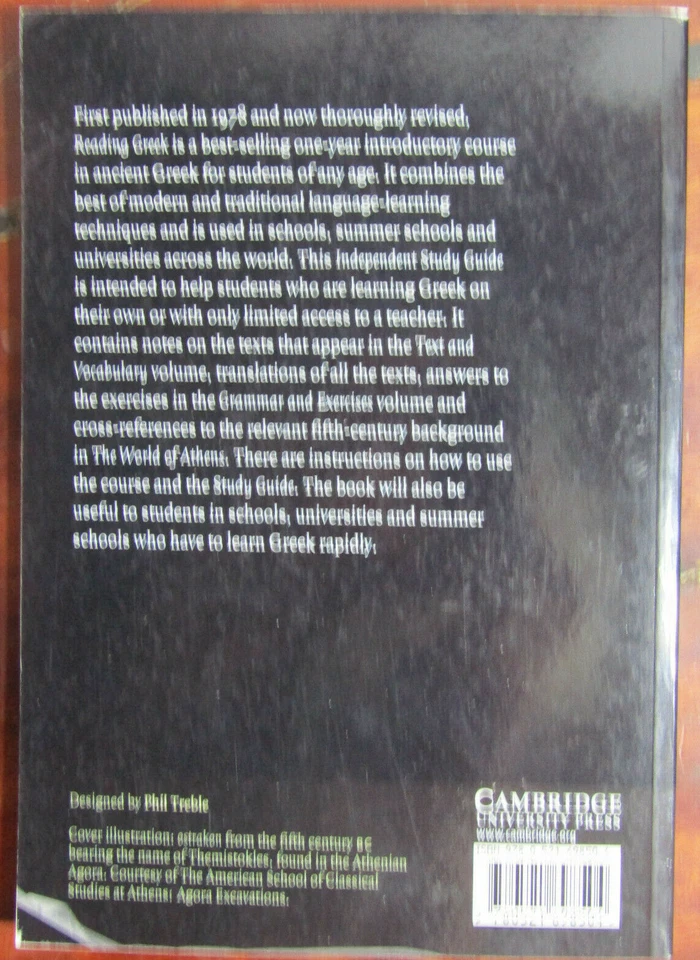 First published in 1978 and now thoroughly revised,
Reading Greek is a best-selling one-year introductory course
in ancient Greek for students of any age. It combines the
best of modern and traditional language-learning
techniques and is used in schools, summer schools and
universities across the world. This Independent Study Guide
is intended to help students who are learning Greek on
their own or with only limited access to a teacher. It
contains notes on the texts that appear in the Text and
Vocabulary volume, translations of all the texts, answers to
the exercises in the Grammar and Exercises volume and
cross-references to the relevant fifth-century background
in The World of Athens. There are instructions on how to use
the course and the Study Guide. The book will also be
useful to students in schools, universities and summer
schools who have to learn Greek rapidly.
Designed by Phil Treble
Cover illustration: ostrakon from the fifth century BC
bearing the name of Themistokles, found in the Athenian
Agora. Courtesy of The American School of Classical
Studies at Athens: Agora Excavations.
CAMBRIDGE
UNIVERSITY PRESS
www.cambridge.org